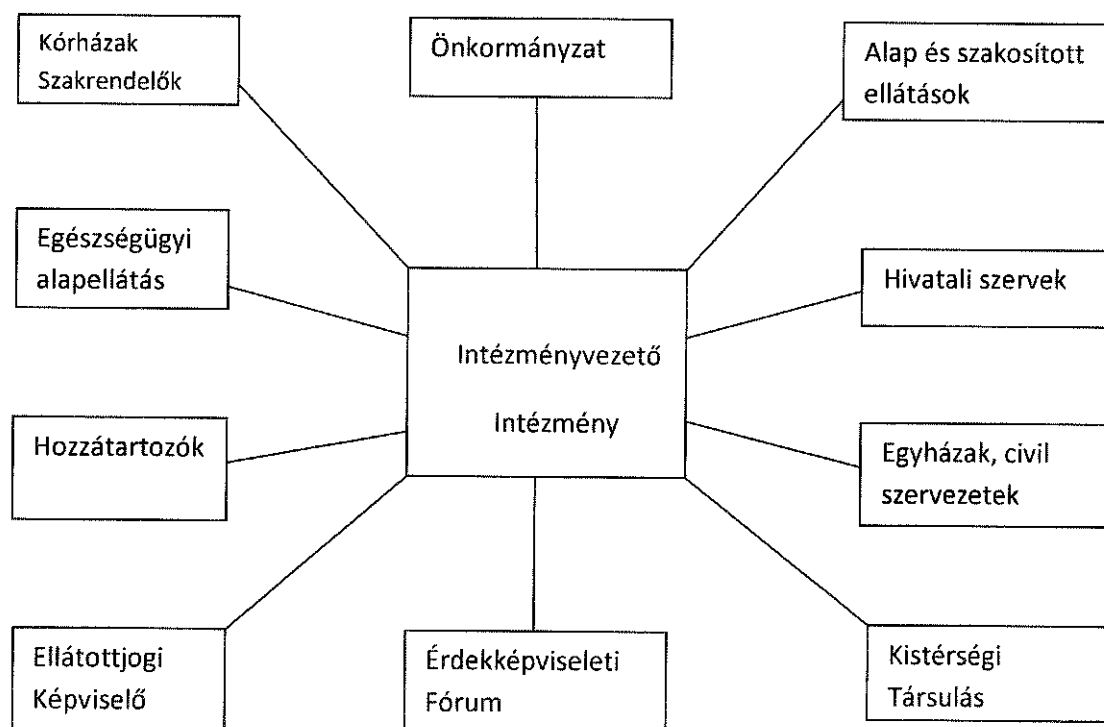 Kórházak
Szakrendelők
Önkormányzat
Alap és szakosított
ellátások
Egészségügyi
alapellátás
Hivatali szervek
Intézményvezető
Intézmény
Hozzátartozók
Egyházak, civil
szervezetek
Ellátottjogi
Képviselő
Érdekképviseleti
Fórum
Kistérségi
Társulás